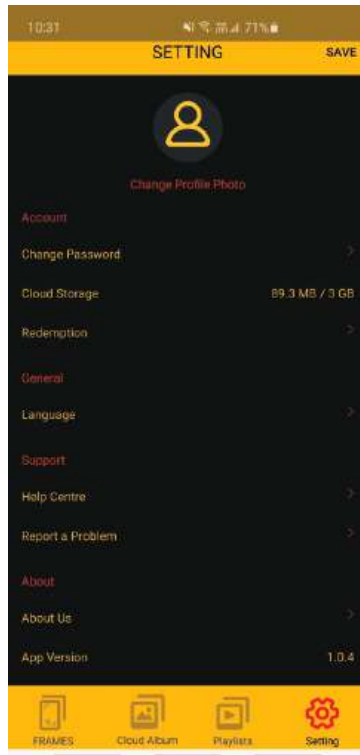 10:31 71%
SETTING SAVE
Change Profile Photo
Account
Change Password
Cloud Storage 89.3 MB / 3 GB
Redemption
General
Language
Support
Help Centre
Report a Problem
About
About Us
App Version 1.0.4
FRAMES Cloud Album Playlists Setting